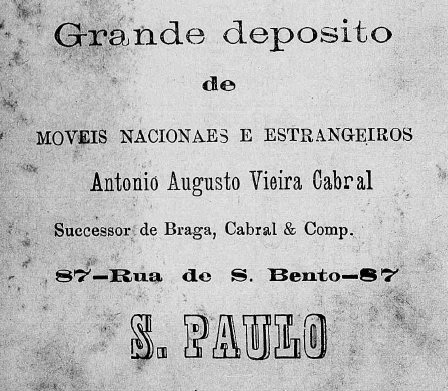 Grande deposito
de
MOVEIS NACIONAES E ESTRANGEIROS
Antonio Augusto Vieira Cabral
Successor de Braga, Cabral & Comp.
87—Rua de S. Bento—87
S. PAULO